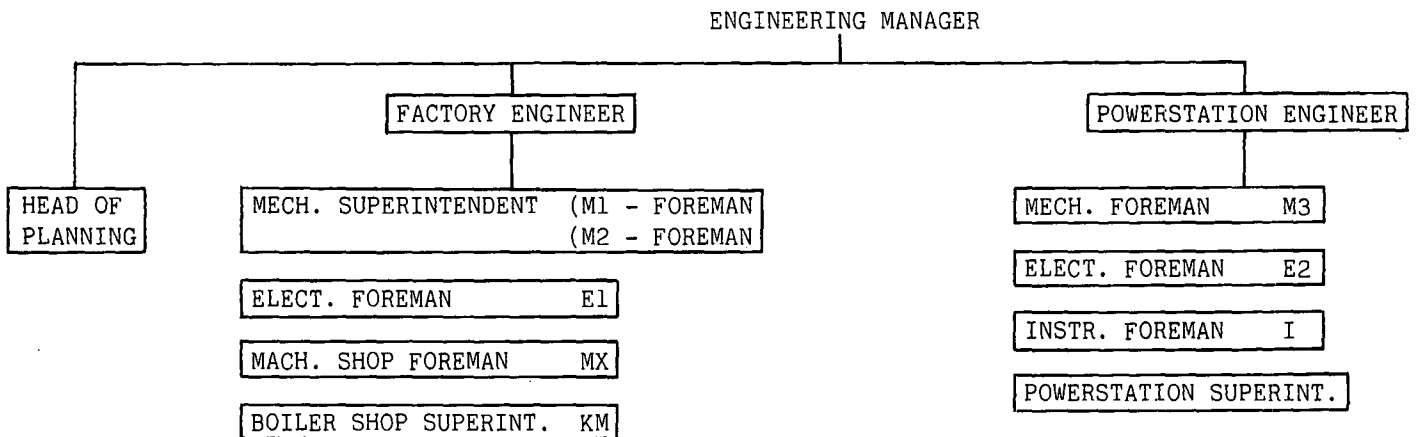 ENGINEERING MANAGER
FACTORY ENGINEER
POWERSTATION ENGINEER
HEAD OF
PLANNING
MECH. SUPERINTENDENT (M1 - FOREMAN
(M2 - FOREMAN
ELECT. FOREMAN E1
MACH. SHOP FOREMAN MX
BOILER SHOP SUPERINT. KM
MECH. FOREMAN M3
ELECT. FOREMAN E2
INSTR. FOREMAN I
POWERSTATION SUPERINT.